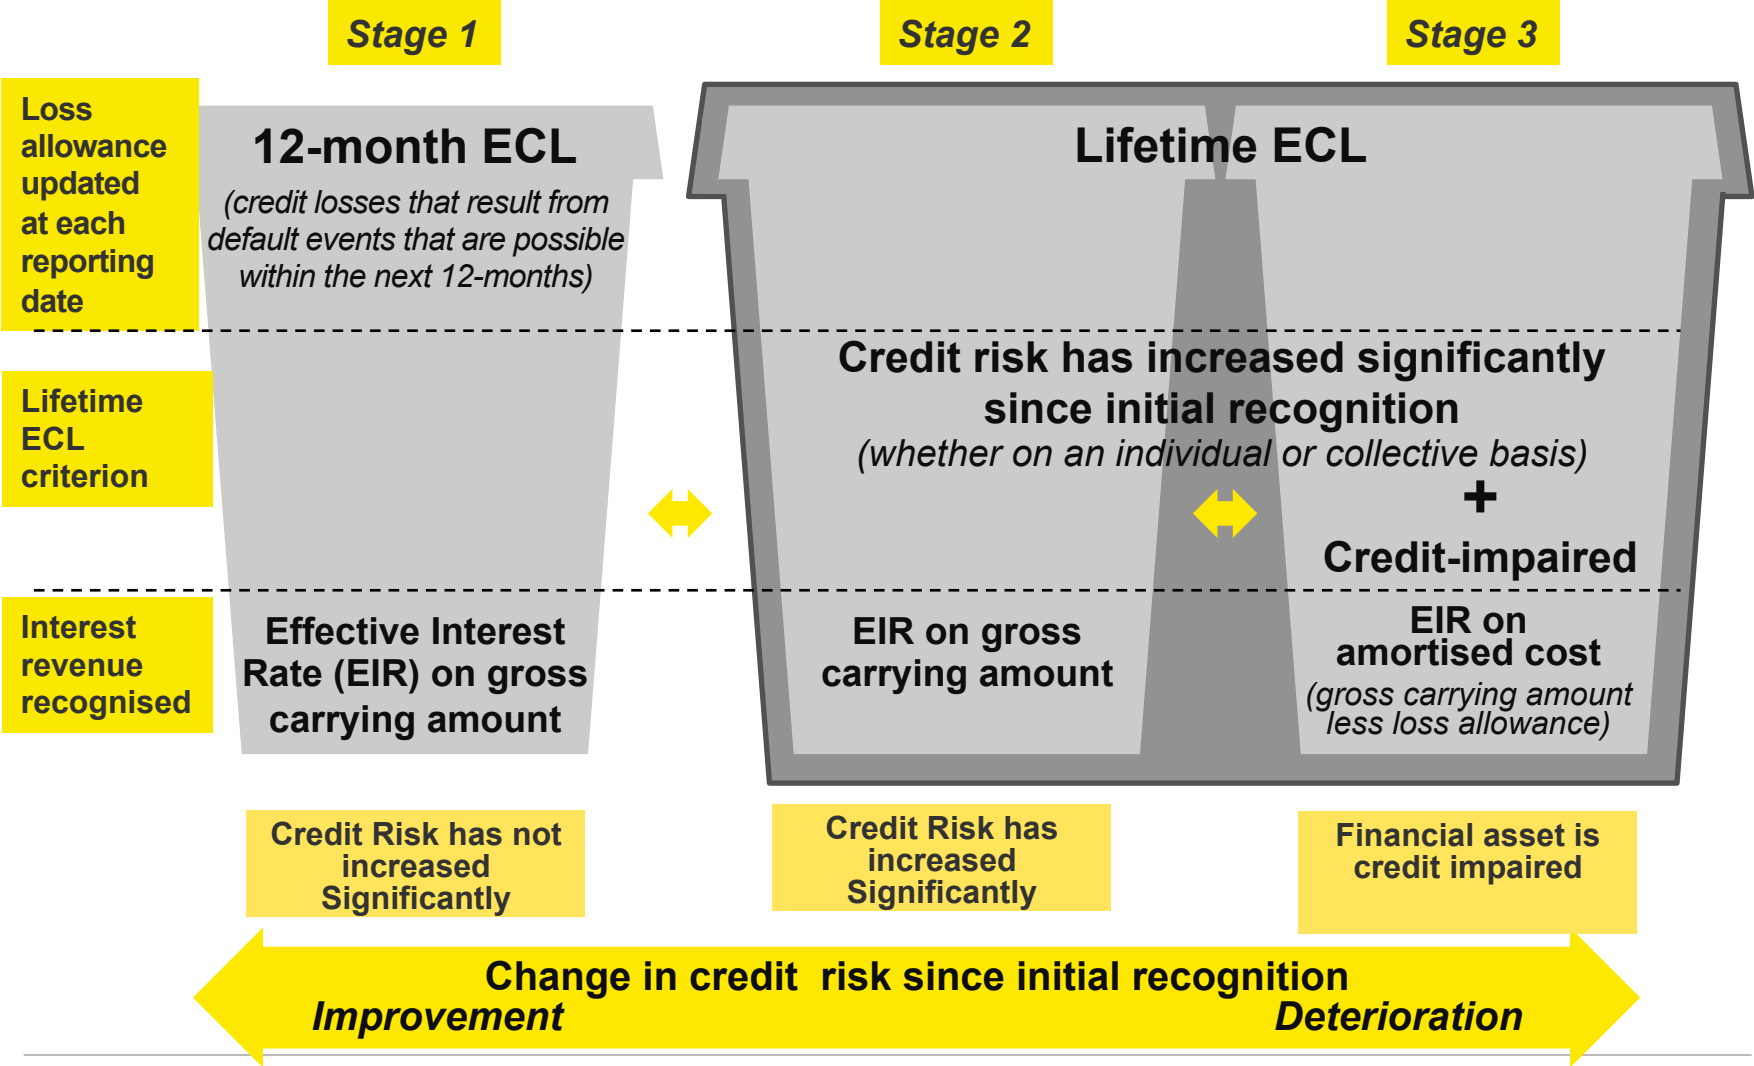 Stage 1
Stage 2
Stage 3
Loss
allowance
updated
at each
reporting
date
12-month ECL
(credit losses that result from
default events that are possible
within the next 12-months)
Lifetime ECL
Lifetime
ECL
criterion
Credit risk has increased significantly
since initial recognition
(whether on an individual or collective basis)
+
Credit-impaired
Interest
revenue
recognised
Effective Interest
Rate (EIR) on gross
carrying amount
EIR on gross
carrying amount
EIR on
amortised cost
(gross carrying amount
less loss allowance)
Credit Risk has not
increased
Significantly
Credit Risk has
increased
Significantly
Financial asset is
credit impaired
Change in credit  risk since initial recognition
Improvement
Deterioration